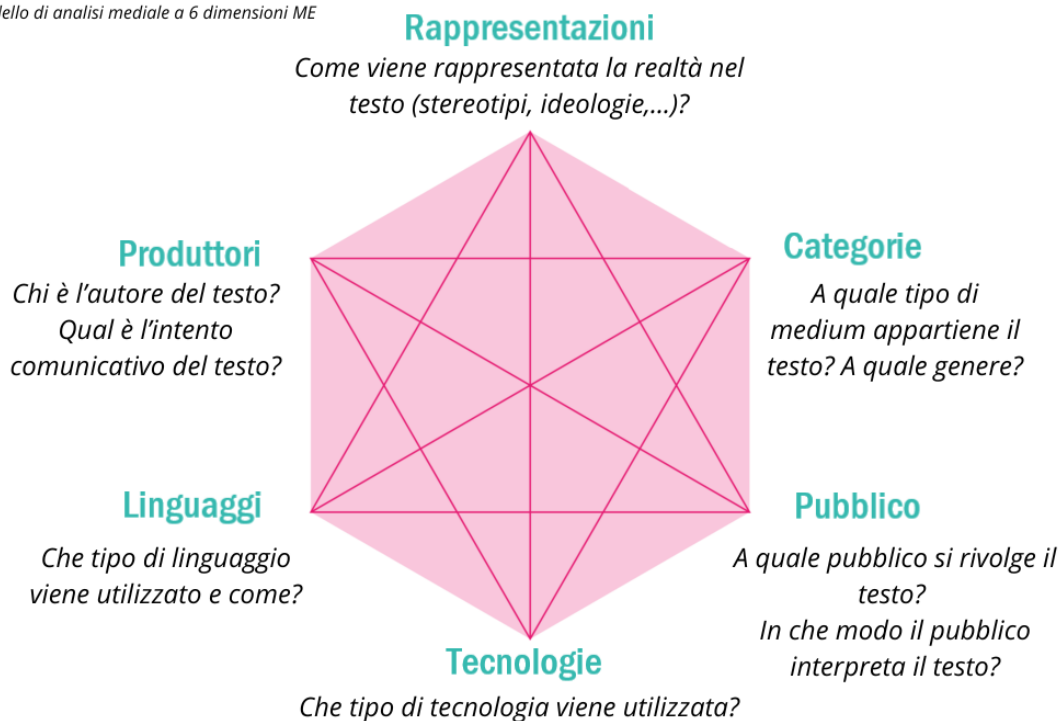 dello di analisi mediale a 6 dimensioni ME
Rappresentazioni
Come viene rappresentata la realtà nel
testo (stereotipi, ideologie,...)?
Produttori
Chi è l'autore del testo?
Qual è l'intento
comunicativo del testo?
Categorie
A quale tipo di
medium appartiene il
testo? A quale genere?
Linguaggi
Che tipo di linguaggio
viene utilizzato e come?
Pubblico
A quale pubblico si rivolge il
testo?
In che modo il pubblico
interpreta il testo?
Tecnologie
Che tipo di tecnologia viene utilizzata?